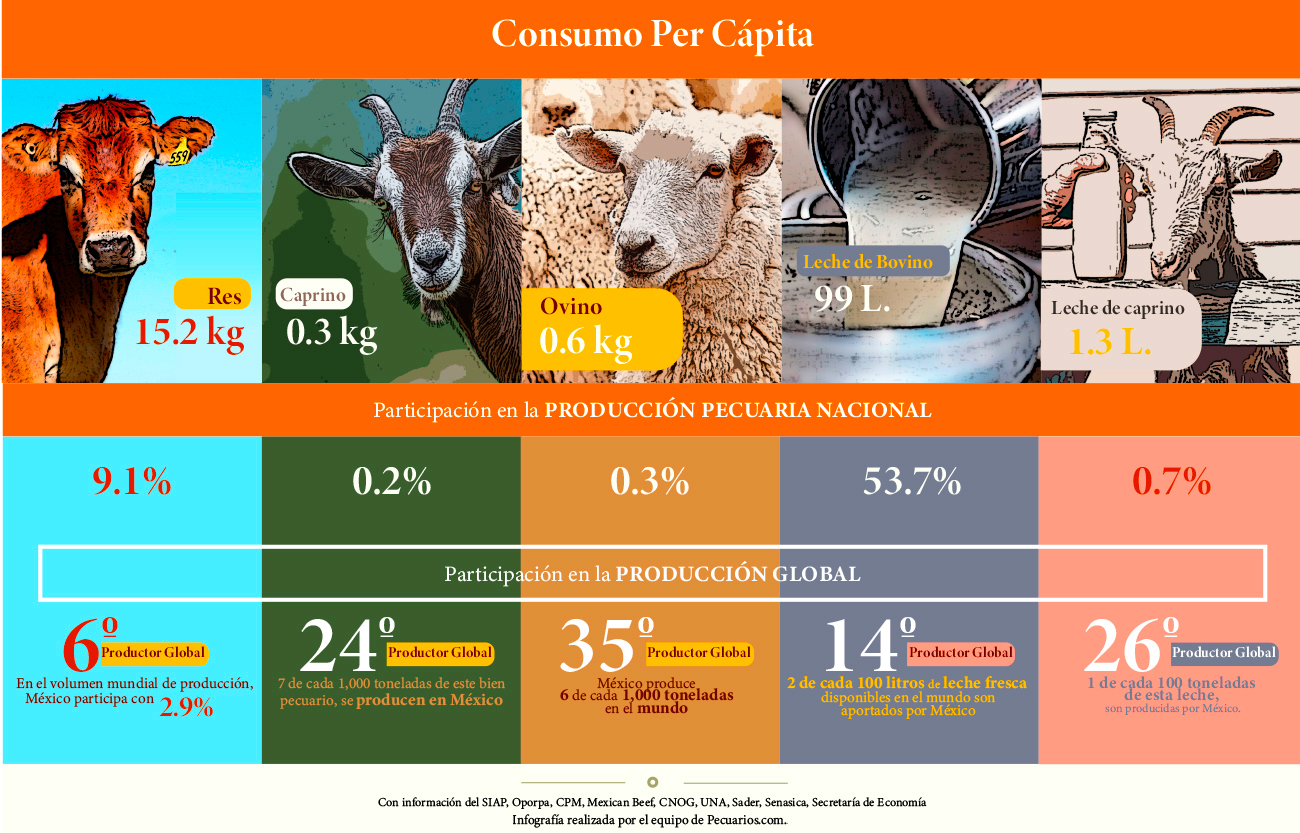 Consumo Per Cápita
559
Res
15.2 kg
Caprino
0.3 kg
Ovino
0.6 kg
Leche de Bovino
99 L.
Leche de caprino
1.3 L.
Participación en la PRODUCCIÓN PECUARIA NACIONAL
9.1%
0.2%
0.3%
53.7%
0.7%
Participación en la PRODUCCIÓN GLOBAL
6º
Productor Global
En el volumen mundial de producción,
México participa con 2.9%
24º
Productor Global
7 de cada 1,000 toneladas de este bien
pecuario, se producen en México
35º
Productor Global
México produce
6 de cada 1,000 toneladas
en el mundo
14º
Productor Global
2 de cada 100 litros de leche fresca
disponibles en el mundo son
aportados por México
26º
Productor Global
1 de cada 100 toneladas
de esta leche,
son producidas por México.
Con información del SIAP, Oporpa, CPM, Mexican Beef, CNOG, UNA, Sader, Senasica, Secretaría de Economía
Infografía realizada por el equipo de Pecuarios.com..